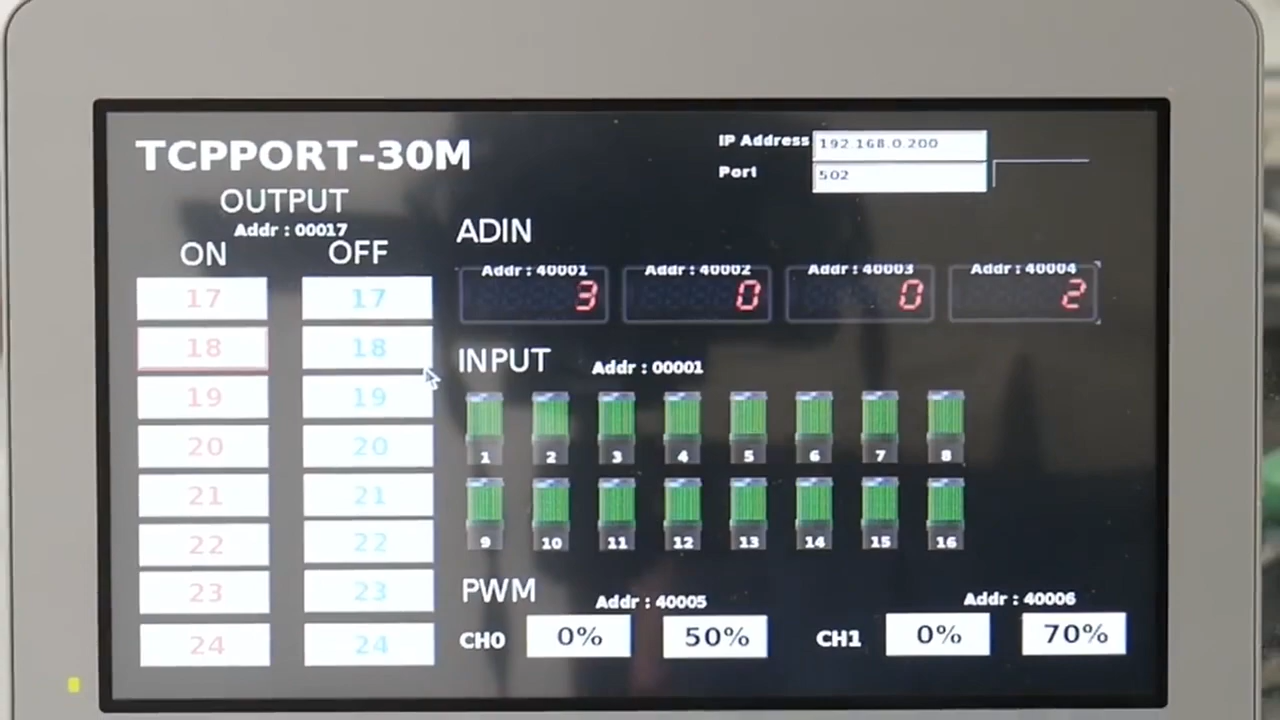 TCPPORT-30M
IP Address 192.168.0.200
Port 502
OUTPUT
Addr : 00017
ON OFF
17 17
18 18
19 19
20 20
21 21
22 22
23 23
24 24
ADIN
Addr : 40001 Addr : 40002 Addr : 40003 Addr : 40004
3 0 0 2
INPUT Addr : 00001
1 2 3 4 5 6 7 8
9 10 11 12 13 14 15 16
PWM Addr : 40005 Addr : 40006
CH0 0% 50% CH1 0% 70%